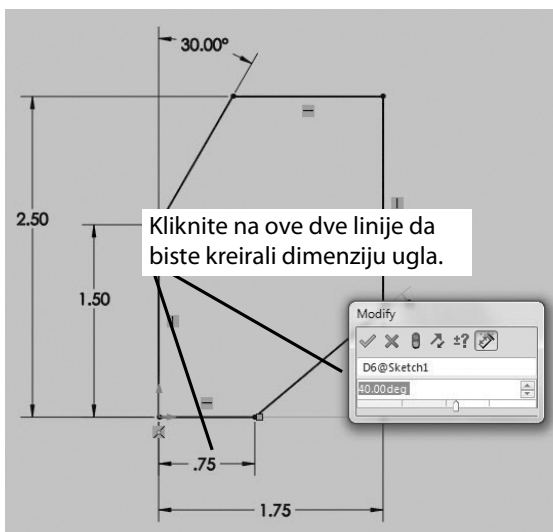 30.00°
2.50
Kliknite na ove dve linije da
biste kreirali dimenziju ugla.
1.50
Modify
±?
D6@Sketch1
40.00deg
.75
1.75